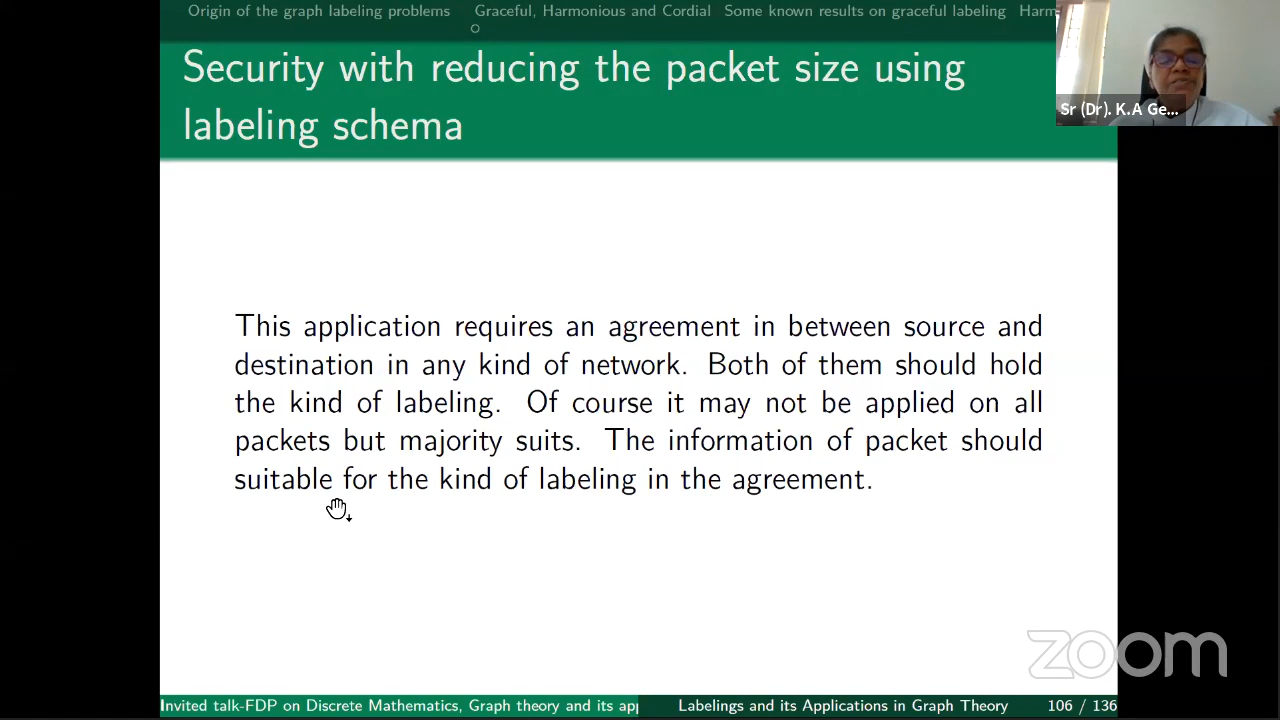 Origin of the graph labeling problems Graceful, Harmonious and Cordial Some known results on graceful labeling Harm
Security with reducing the packet size using
labeling schema
Sr (Dr). K.A Ge...
This application requires an agreement in between source and
destination in any kind of network. Both of them should hold
the kind of labeling. Of course it may not be applied on all
packets but majority suits. The information of packet should
suitable for the kind of labeling in the agreement.
zoom
Invited talk-FDP on Discrete Mathematics, Graph theory and its app Labelings and its Applications in Graph Theory 106 / 136